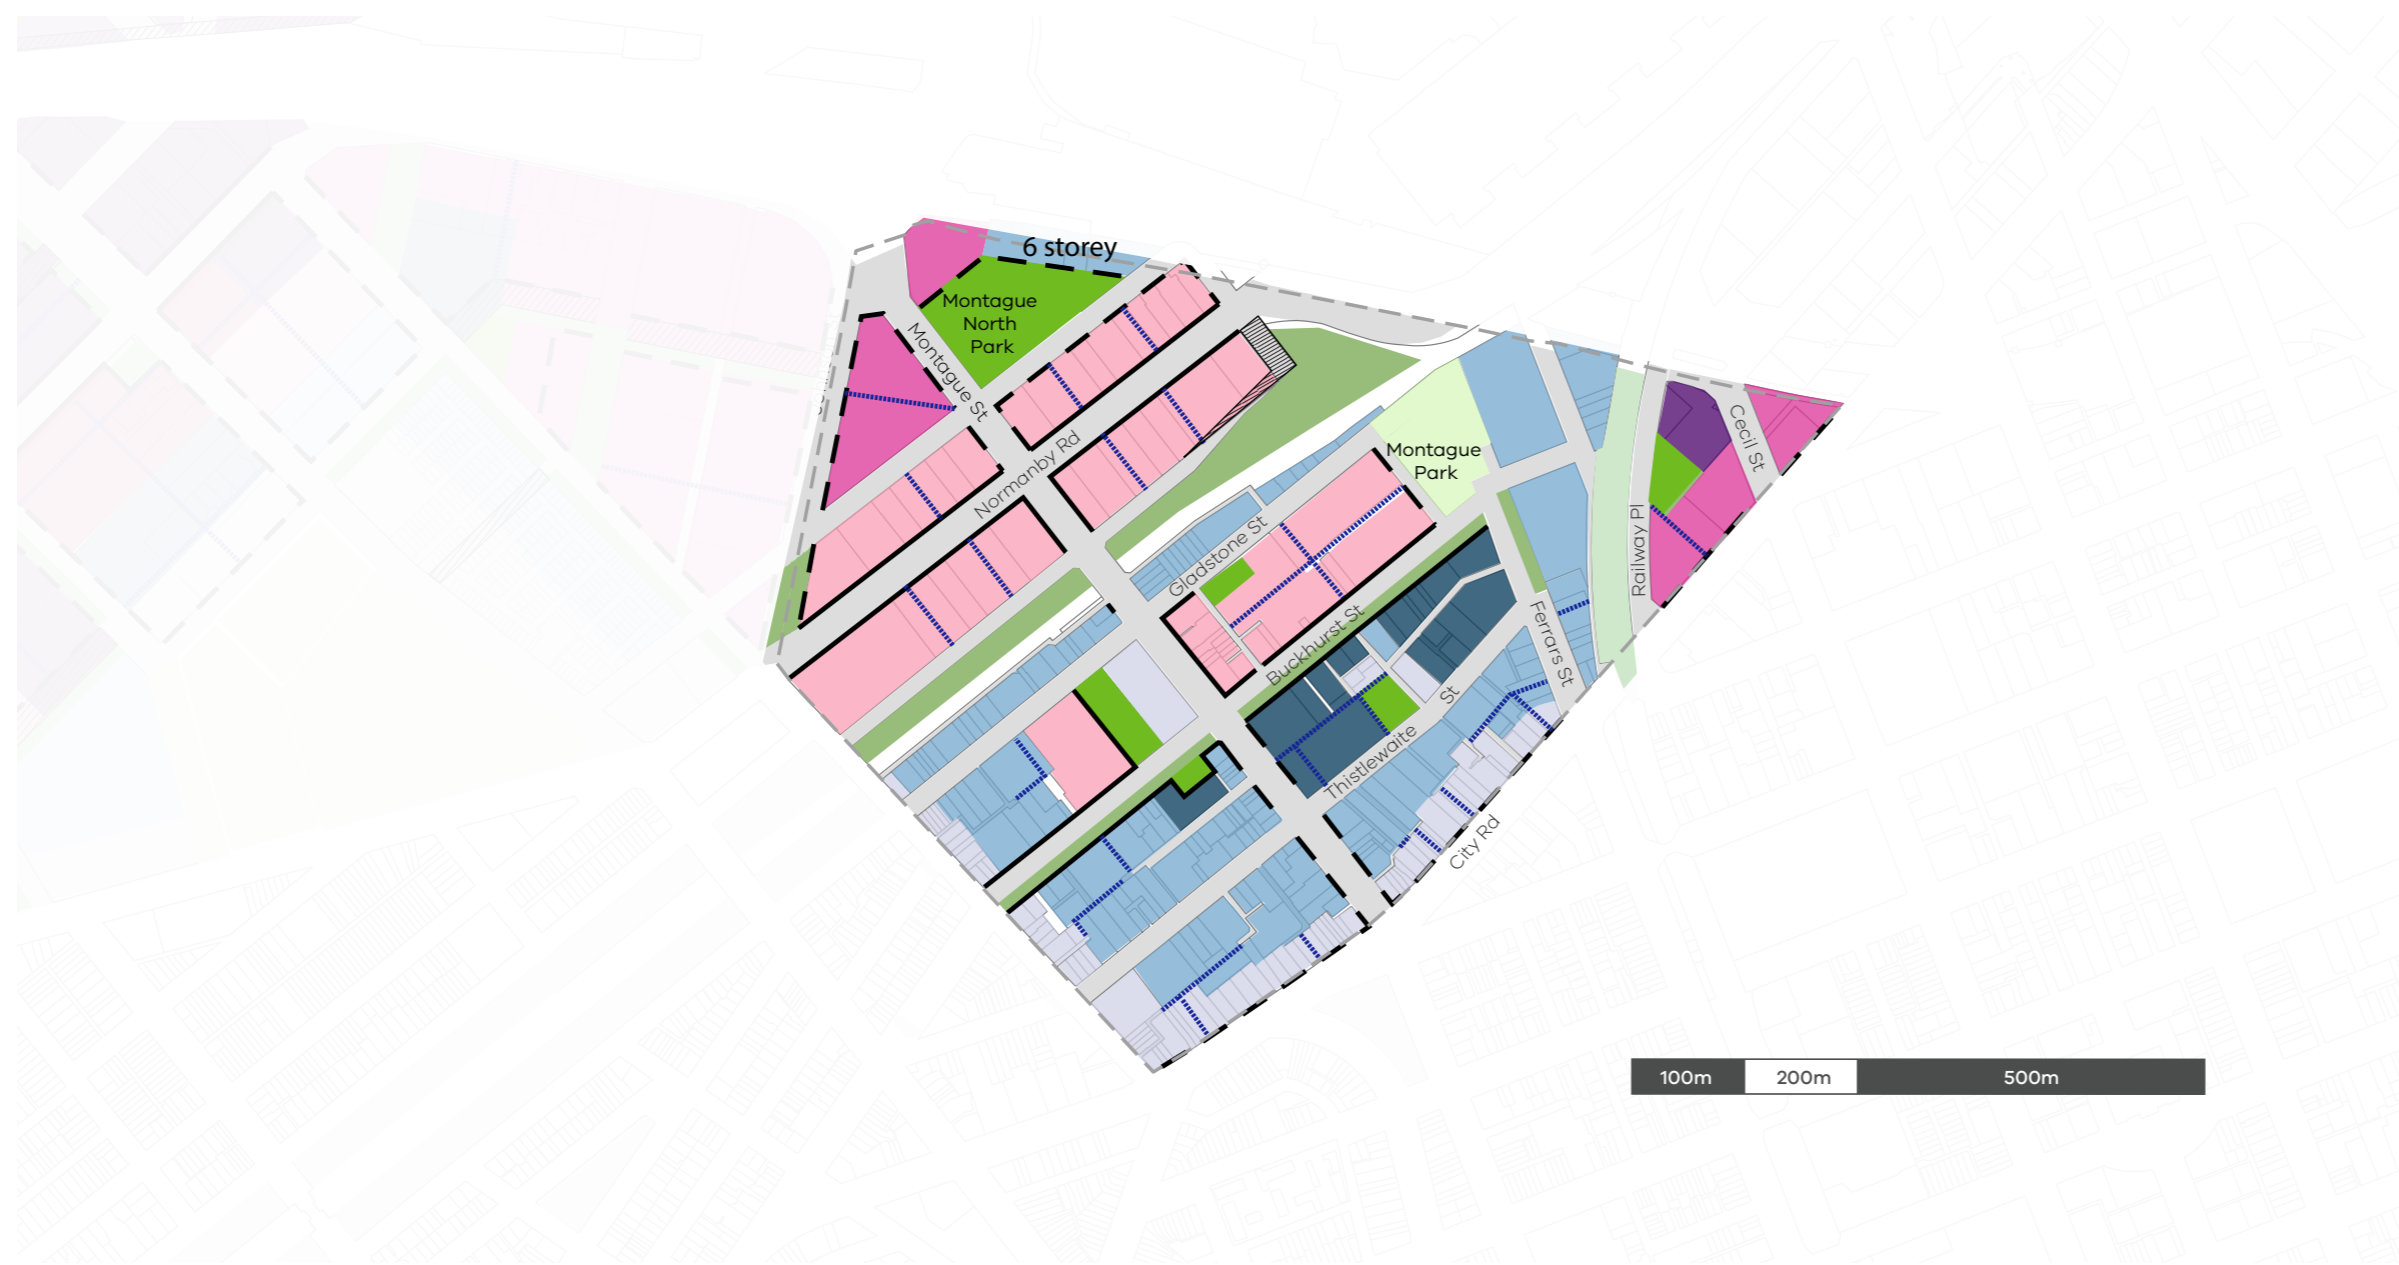 6 storey
Montague
North
Park
Montague St
Normanby Rd
Montague
Park
Cecil St
Gladstone St
Railway Pl
Buckhurst St
Ferrars St
Thistlewaite St
City Rd
100m 200m 500m